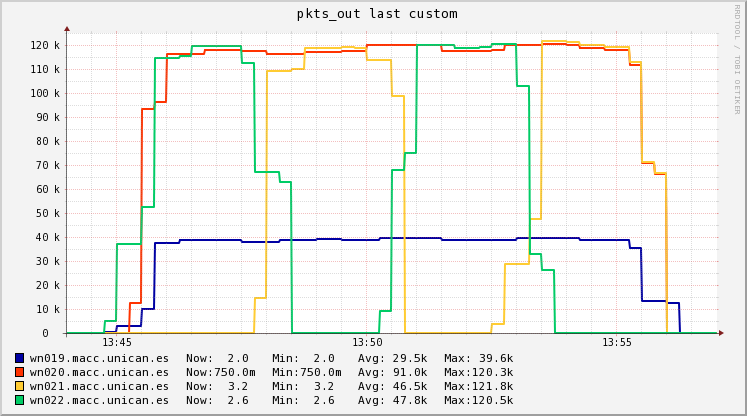 pkts_out last custom
RRDTOOL / TOBI OETIKER
120 k
110 k
100 k
90 k
80 k
70 k
60 k
50 k
40 k
30 k
20 k
10 k
0
13:45 13:50 13:55
wn019.macc.unican.es Now: 2.0 Min: 2.0 Avg: 29.5k Max: 39.6k
wn020.macc.unican.es Now:750.0m Min:750.0m Avg: 91.0k Max:120.3k
wn021.macc.unican.es Now: 3.2 Min: 3.2 Avg: 46.5k Max:121.8k
wn022.macc.unican.es Now: 2.6 Min: 2.6 Avg: 47.8k Max:120.5k